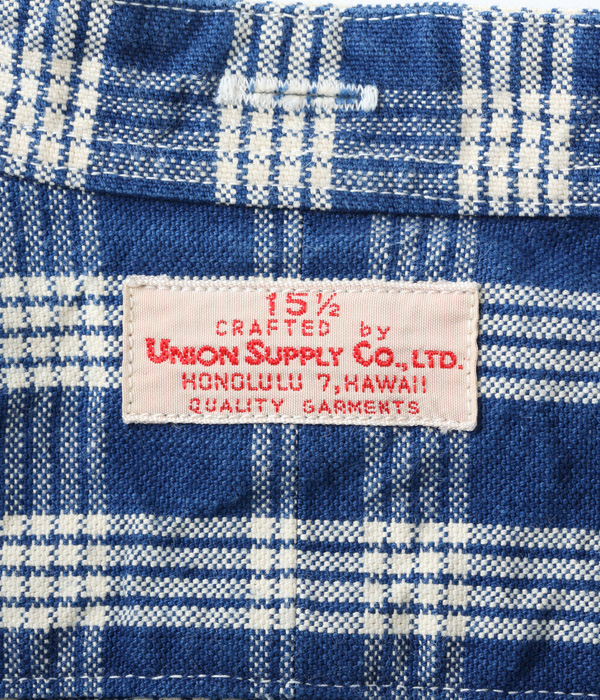 15½
CRAFTED by
UNION SUPPLY CO., LTD.
HONOLULU 7, HAWAII
QUALITY GARMENTS